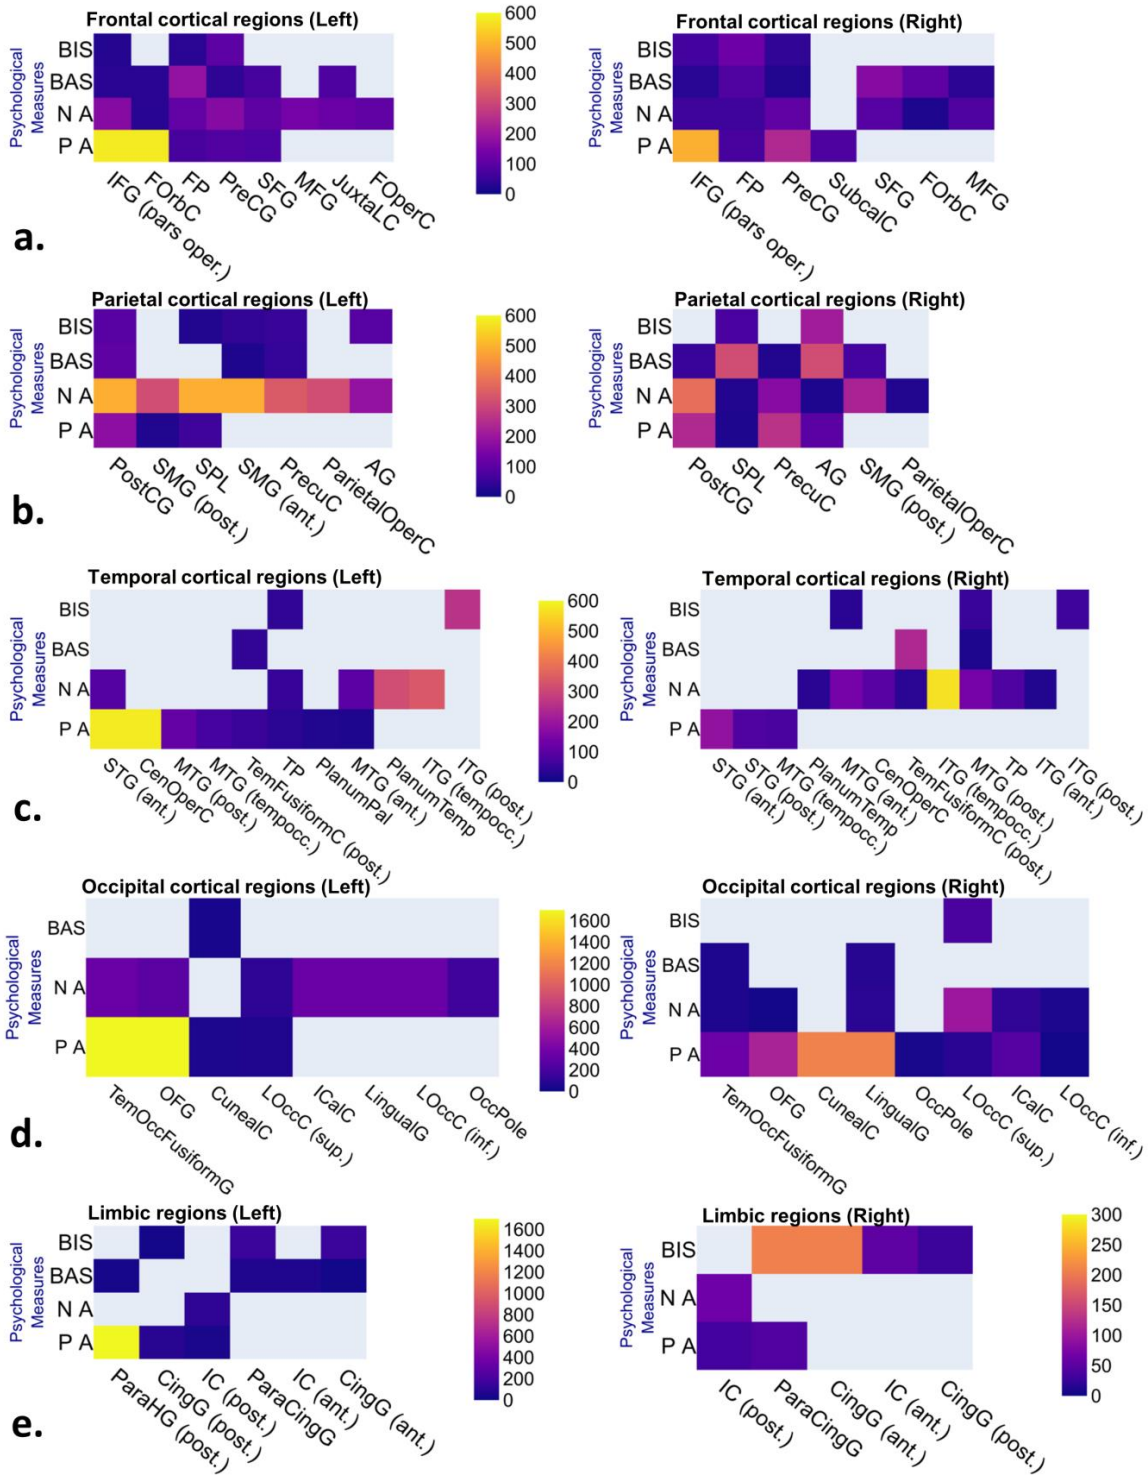 Frontal cortical regions (Left)
Psychological
Measures
BIS
BAS
N A
P A
IFG (pars oper.)
FOrbC
FP
PreCG
SFG
MFG
JuxtaLC
FOperC
600
500
400
300
200
100
0
Frontal cortical regions (Right)
Psychological
Measures
BIS
BAS
N A
P A
IFG (pars oper.)
FP
PreCG
SubcalC
SFG
FOrbC
MFG
a.
Parietal cortical regions (Left)
Psychological
Measures
BIS
BAS
N A
P A
PostCG
SMG (post.)
SPL
SMG (ant.)
PrecuC
ParietalOperC
AG
600
500
400
300
200
100
0
Parietal cortical regions (Right)
Psychological
Measures
BIS
BAS
N A
P A
PostCG
SPL
PrecuC
AG
SMG (post.)
ParietalOperC
b.
Temporal cortical regions (Left)
Psychological
Measures
BIS
BAS
N A
P A
STG (ant.)
CenOperC
MTG (post.)
MTG (tempocc.)
TemFusiformC (post.)
TP
PlanumPal
MTG (ant.)
PlanumTemp
ITG (tempocc.)
ITG (post.)
600
500
400
300
200
100
0
Temporal cortical regions (Right)
Psychological
Measures
BIS
BAS
N A
P A
STG (ant.)
STG (post.)
MTG (tempocc.)
PlanumTemp
MTG (ant.)
CenOperC
TemFusiformC (post.)
ITG (tempocc.)
MTG (post.)
TP
ITG (ant.)
ITG (post.)
c.
Occipital cortical regions (Left)
Psychological
Measures
BAS
N A
P A
TemOccFusiformG
OFG
CunealC
LOccC (sup.)
ICalC
LingualG
LOccC (inf.)
OccPole
1600
1400
1200
1000
800
600
400
200
0
Occipital cortical regions (Right)
Psychological
Measures
BIS
BAS
N A
P A
TemOccFusiformG
OFG
CunealC
LingualG
OccPole
LOccC (sup.)
ICalC
LOccC (inf.)
d.
Limbic regions (Left)
Psychological
Measures
BIS
BAS
N A
P A
ParaHG (post.)
CingG (post.)
IC (post.)
ParaCingG
IC (ant.)
CingG (ant.)
1600
1400
1200
1000
800
600
400
200
0
Limbic regions (Right)
Psychological
Measures
BIS
N A
P A
IC (post.)
ParaCingG
CingG (ant.)
IC (ant.)
CingG (post.)
300
250
200
150
100
50
0
e.